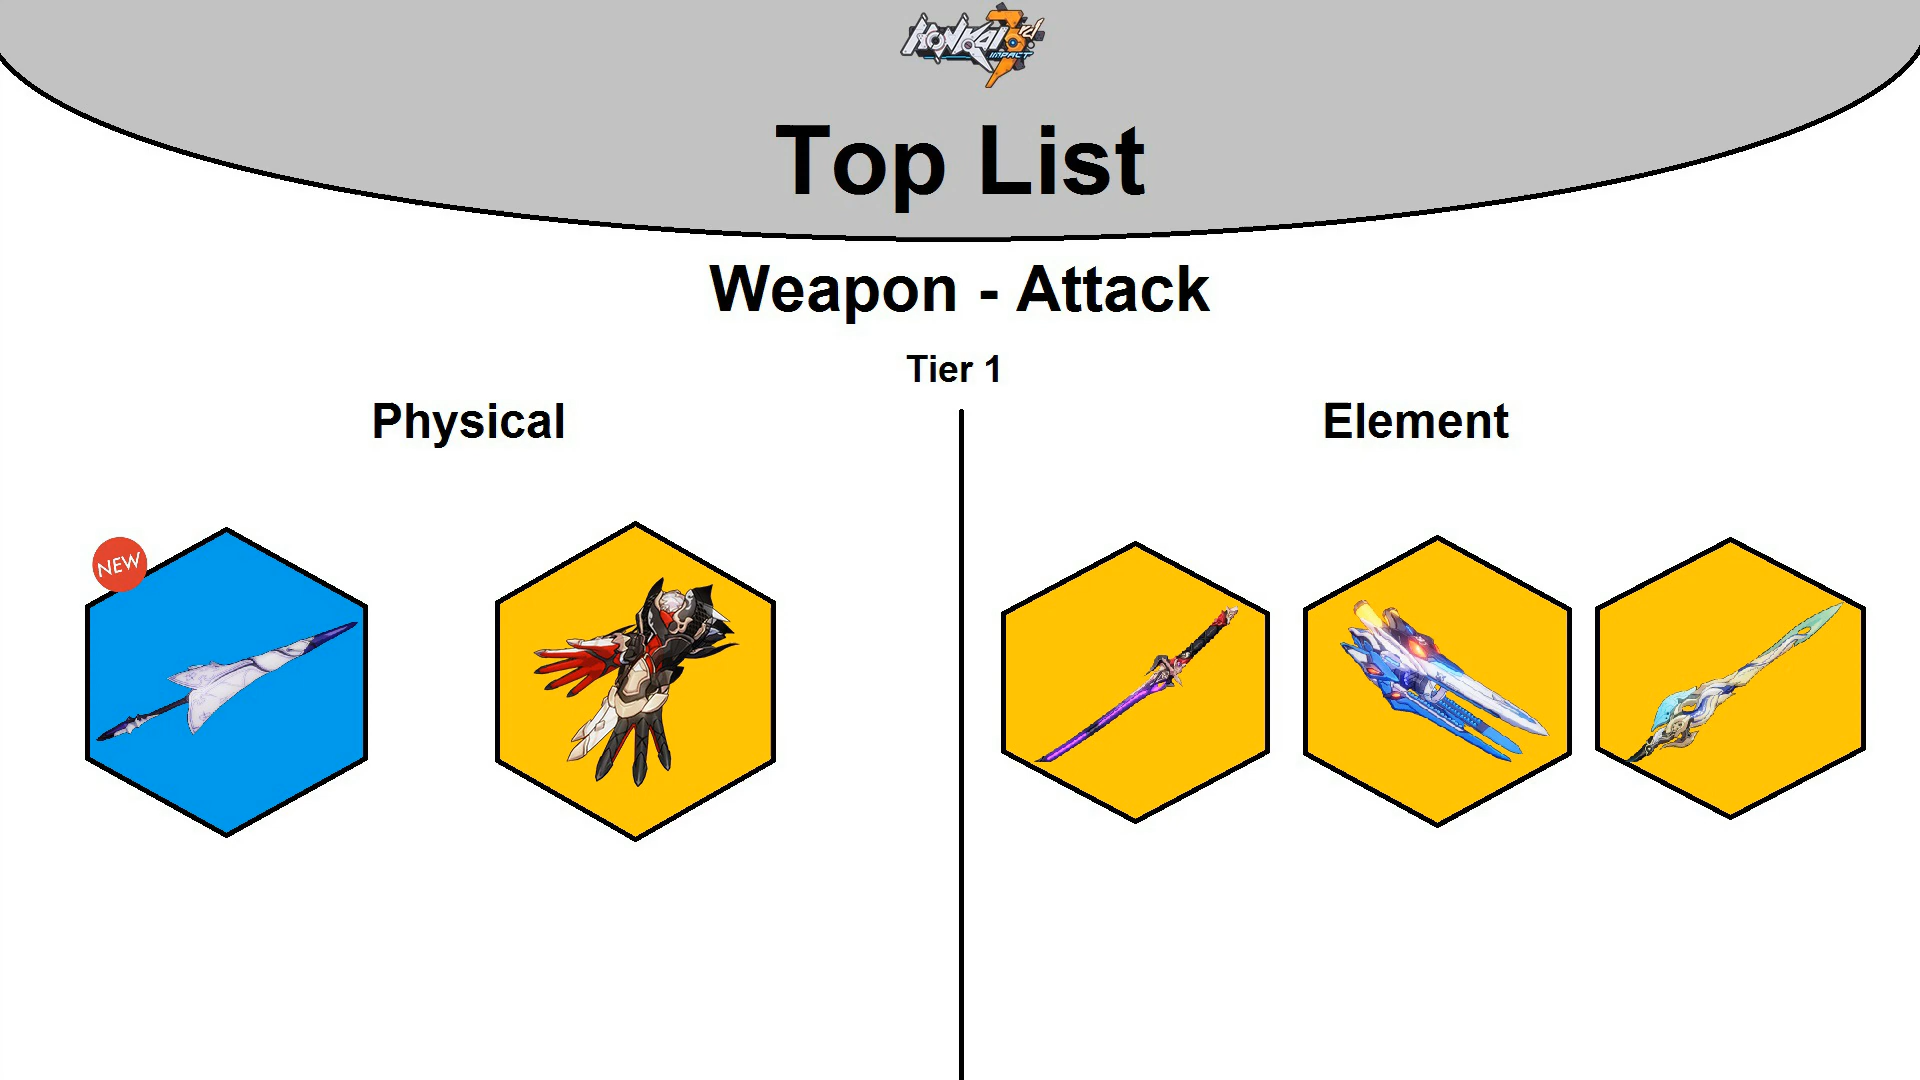 HONKAI 3rd
IMPACT
Top List
Weapon - Attack
Tier 1
Physical
Element
NEW